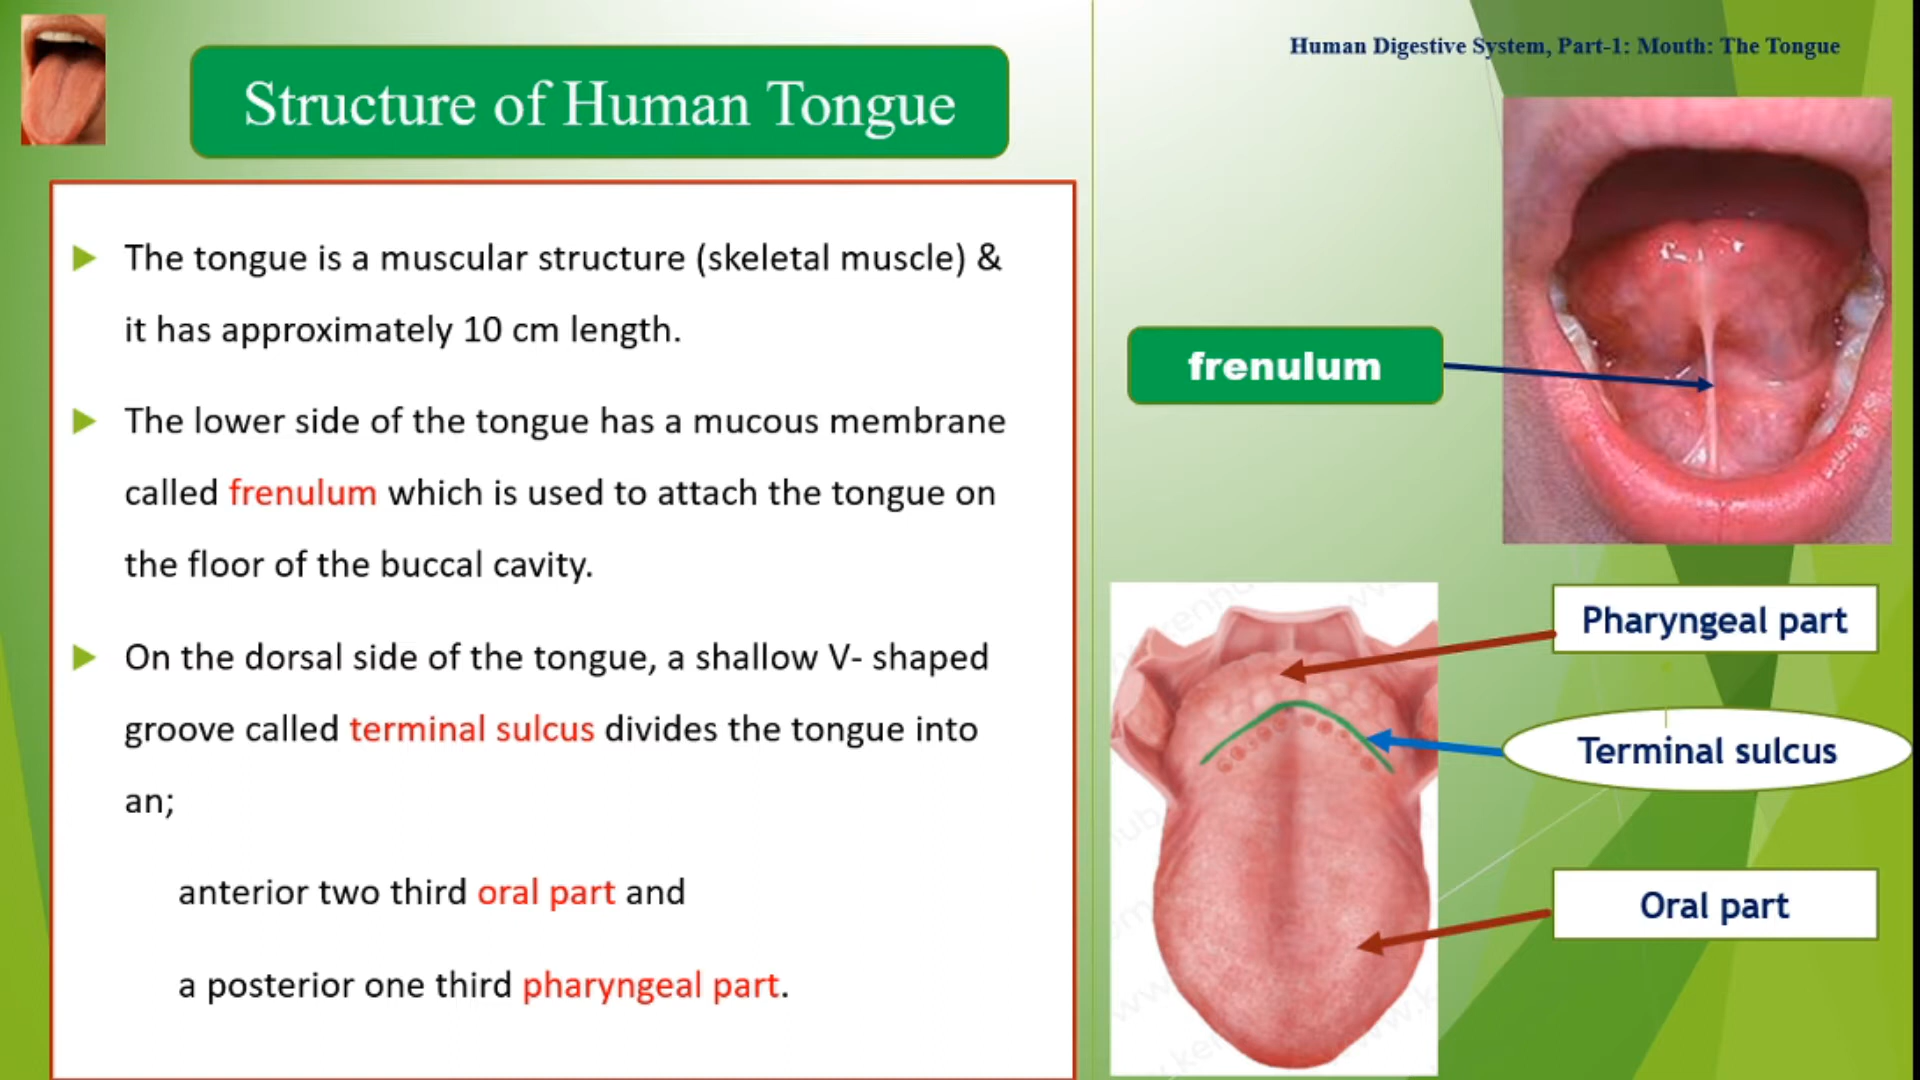 Human Digestive System, Part-1: Mouth: The Tongue
Structure of Human Tongue
The tongue is a muscular structure (skeletal muscle) &
it has approximately 10 cm length.
The lower side of the tongue has a mucous membrane
called frenulum which is used to attach the tongue on
the floor of the buccal cavity.
On the dorsal side of the tongue, a shallow V- shaped
groove called terminal sulcus divides the tongue into
an;
anterior two third oral part and
a posterior one third pharyngeal part.
frenulum
Pharyngeal part
Terminal sulcus
Oral part